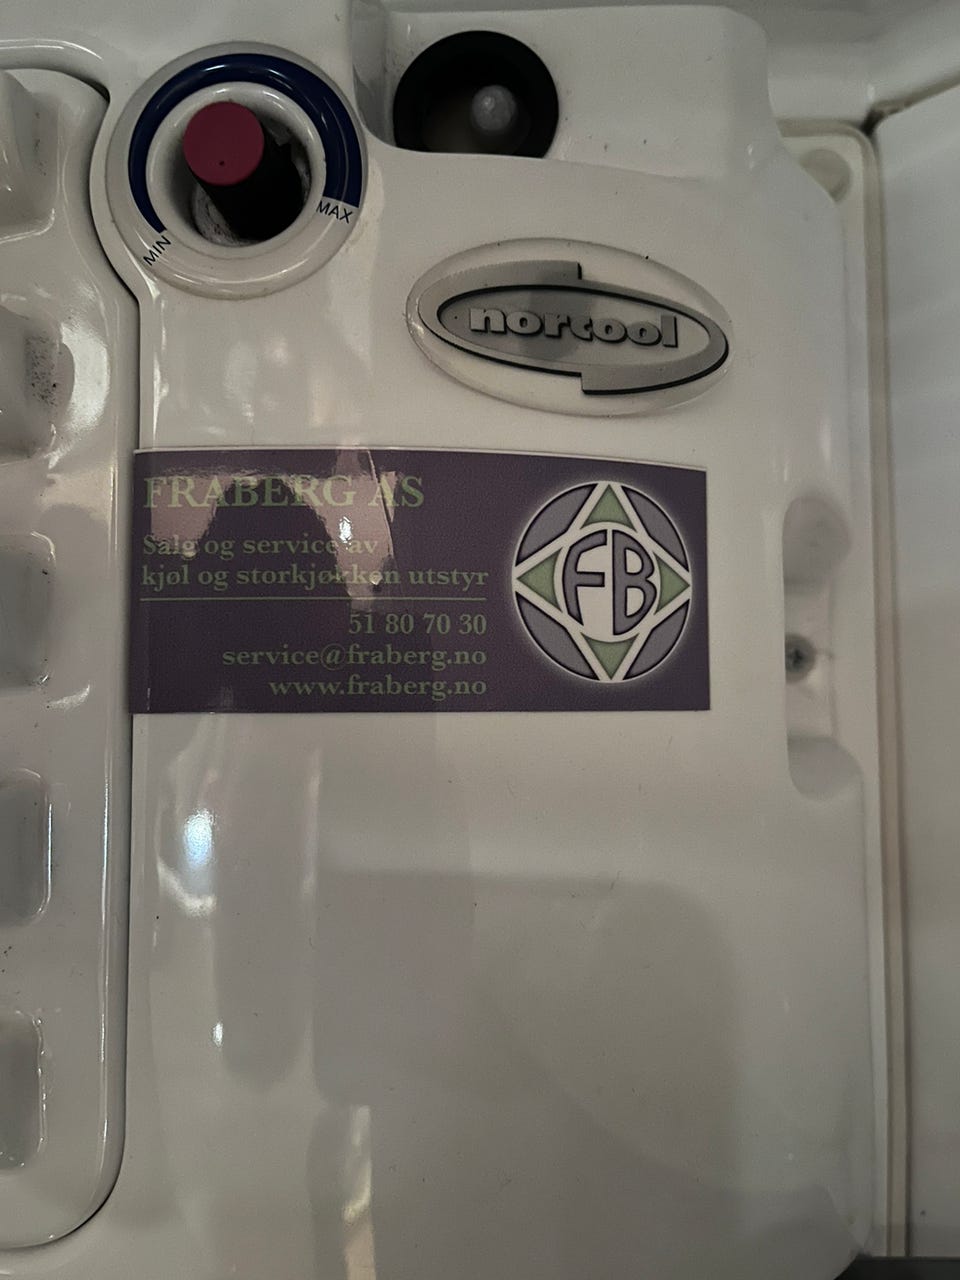 MIN
MAX
norcool
FRABERG AS
Salg og service av
kjøl og storkjøkken utstyr
51 80 70 30
service@fraberg.no
www.fraberg.no
FB